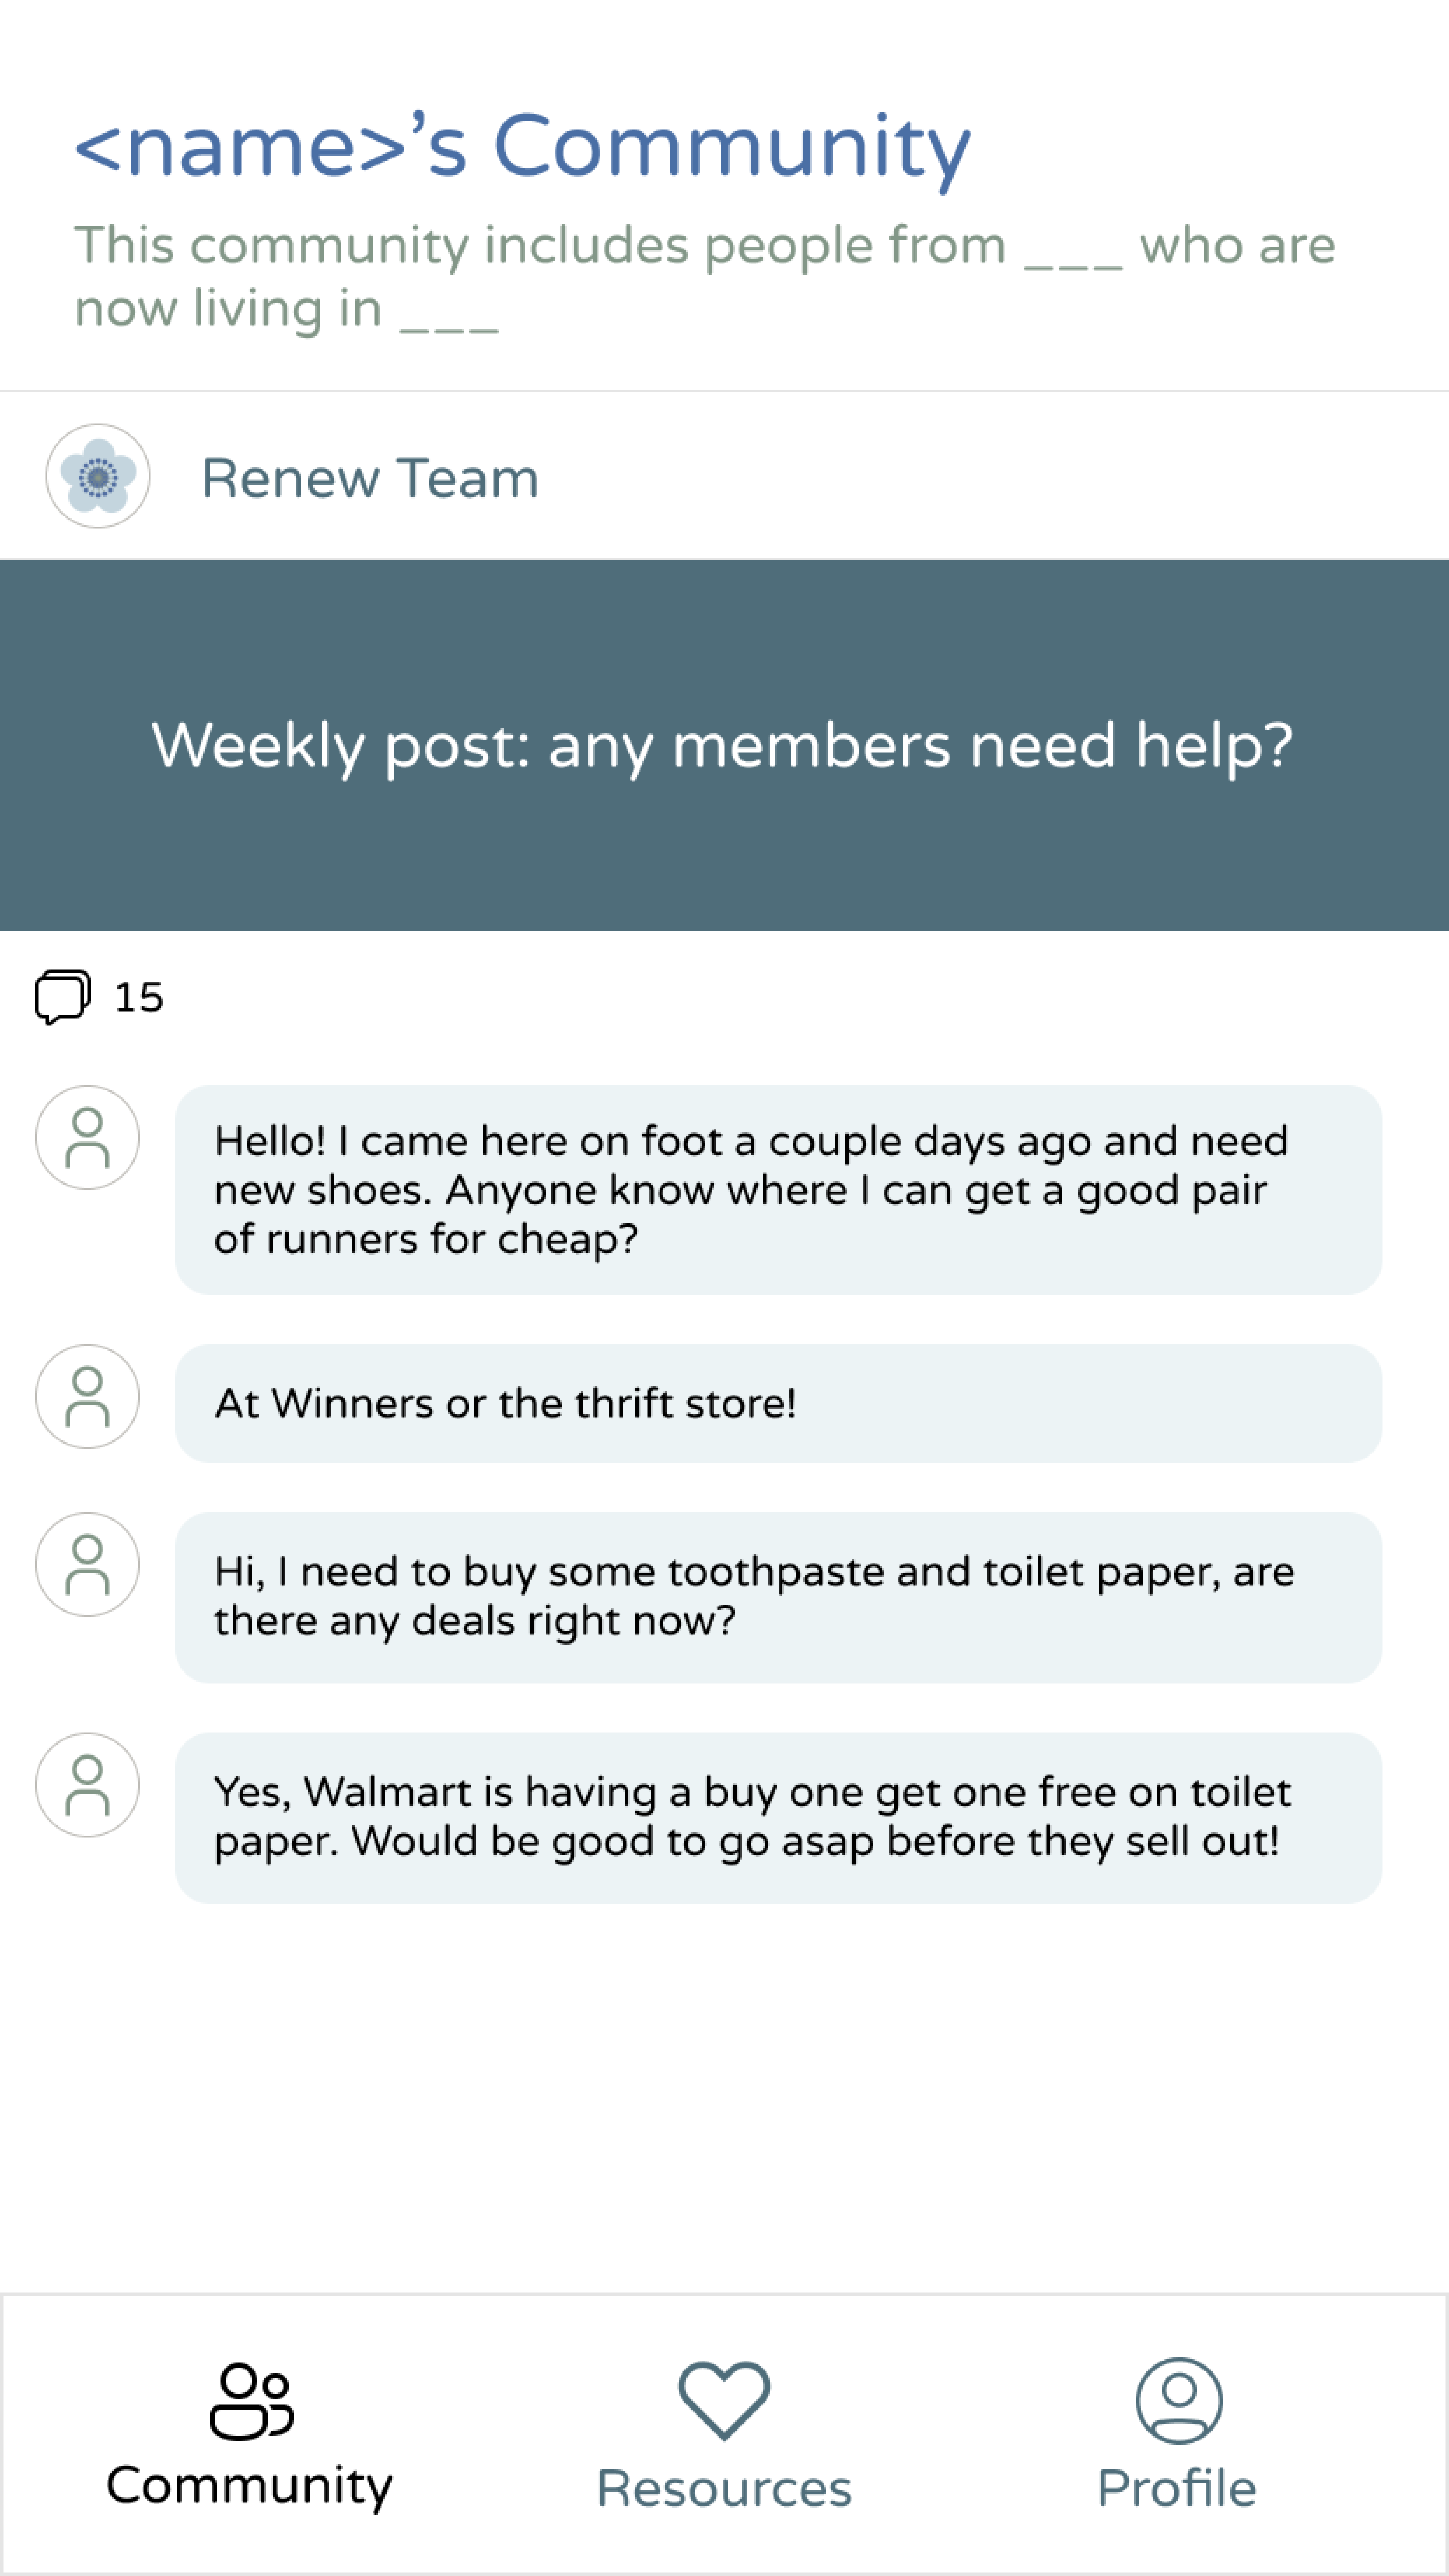 <name>’s Community
This community includes people from ___ who are
now living in ___
Renew Team
Weekly post: any members need help?
15
Hello! I came here on foot a couple days ago and need
new shoes. Anyone know where I can get a good pair
of runners for cheap?
At Winners or the thrift store!
Hi, I need to buy some toothpaste and toilet paper, are
there any deals right now?
Yes, Walmart is having a buy one get one free on toilet
paper. Would be good to go asap before they sell out!
Community
Resources
Profile